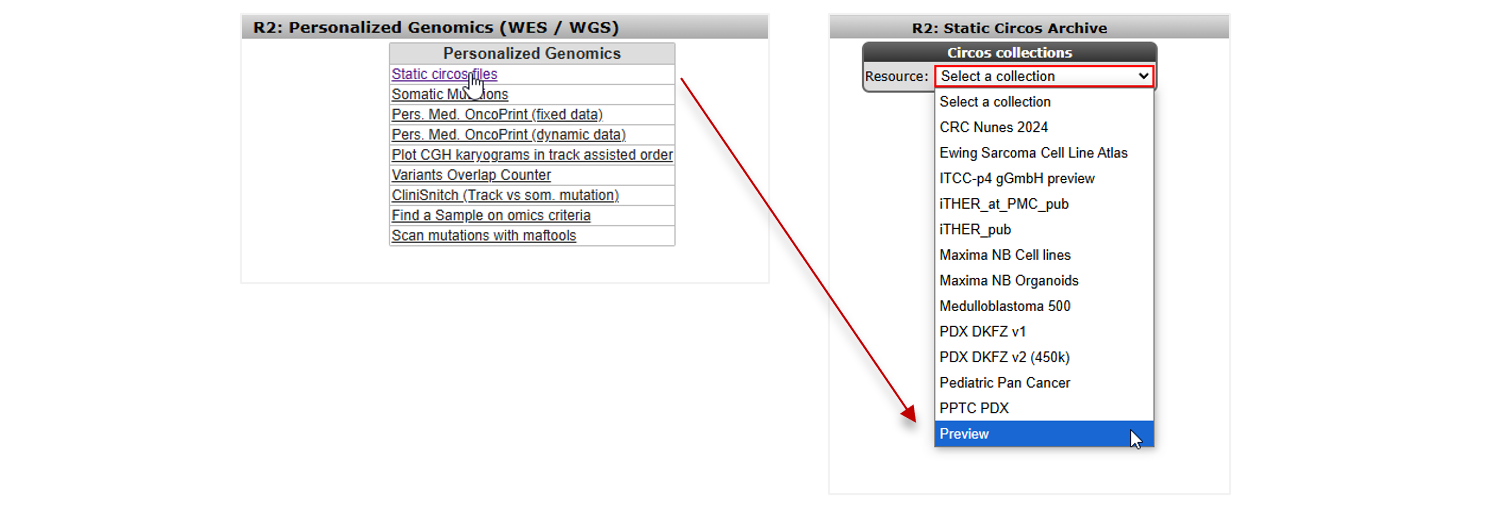 R2: Personalized Genomics (WES / WGS)
Personalized Genomics
Static circos files
Somatic Mutations
Pers. Med. OncoPrint (fixed data)
Pers. Med. OncoPrint (dynamic data)
Plot CGH karyograms in track assisted order
Variants Overlap Counter
CliniSnitch (Track vs som. mutation)
Find a Sample on omics criteria
Scan mutations with maftools
R2: Static Circos Archive
Circos collections
Resource: Select a collection
Select a collection
CRC Nunes 2024
Ewing Sarcoma Cell Line Atlas
ITCC-p4 gGmbH preview
iTHER_at_PMC_pub
iTHER_pub
Maxima NB Cell lines
Maxima NB Organoids
Medulloblastoma 500
PDX DKFZ v1
PDX DKFZ v2 (450k)
Pediatric Pan Cancer
PPTC PDX
Preview